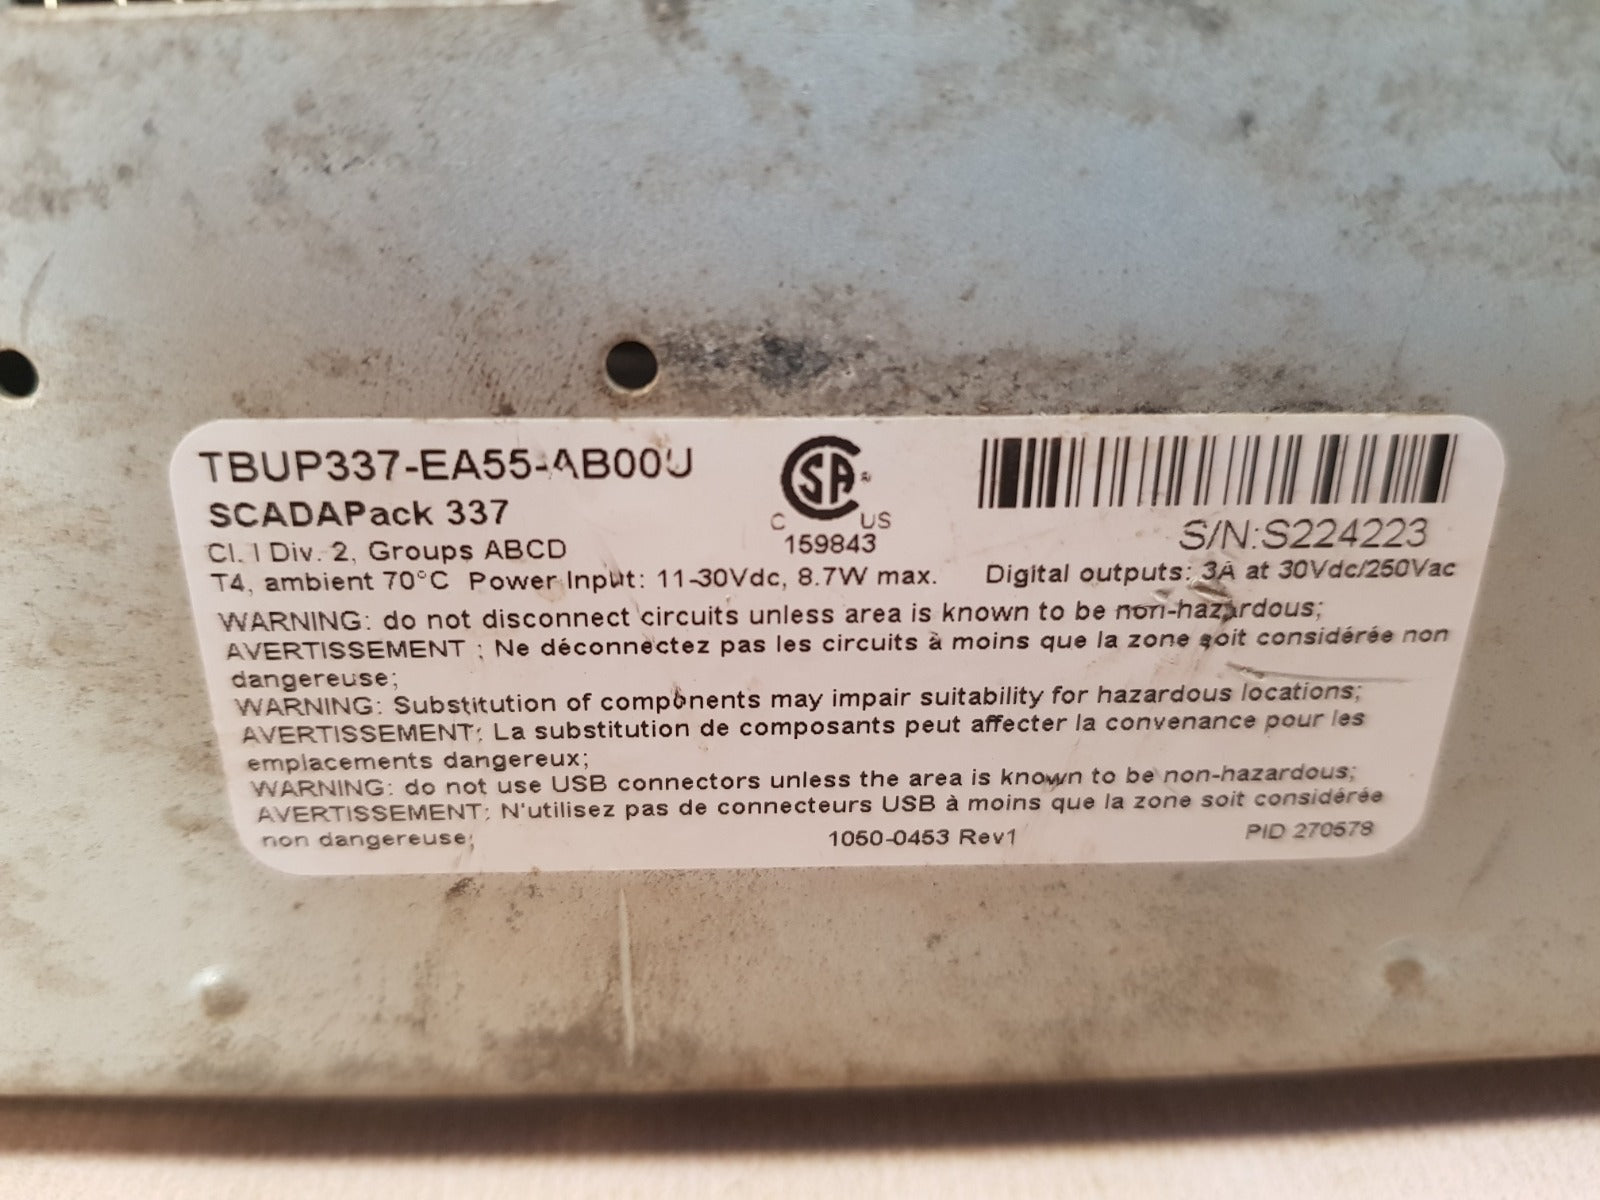 TBUP337-EA55-AB00U
SCADAPack 337
Cl. I Div. 2, Groups ABCD
T4, ambient 70°C Power Input: 11-30Vdc, 8.7W max.
CSA
C US
159843
S/N:S224223
Digital outputs: 3A at 30Vdc/250Vac
WARNING: do not disconnect circuits unless area is known to be non-hazardous;
AVERTISSEMENT : Ne déconnectez pas les circuits à moins que la zone soit considérée non
dangereuse;
WARNING: Substitution of components may impair suitability for hazardous locations;
AVERTISSEMENT: La substitution de composants peut affecter la convenance pour les
emplacements dangereux;
WARNING: do not use USB connectors unless the area is known to be non-hazardous;
AVERTISSEMENT: N'utilisez pas de connecteurs USB à moins que la zone soit considérée
non dangereuse;
1050-0453 Rev1
PID 270578